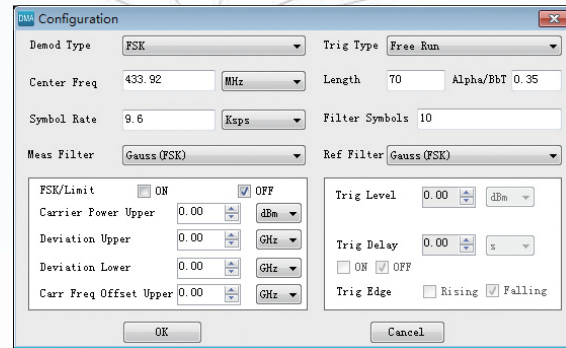 DMA Configuration
Demod Type FSK Trig Type Free Run
Center Freq 433.92 MHz Length 70 Alpha/BbT 0.35
Symbol Rate 9.6 Ksps Filter Symbols 10
Meas Filter Gauss(FSK) Ref Filter Gauss(FSK)
FSK/Limit ON OFF
Carrier Power Upper 0.00 dBm
Deviation Upper 0.00 GHz
Deviation Lower 0.00 GHz
Carr Freq Offset Upper 0.00 GHz
Trig Level 0.00 dBm
Trig Delay 0.00 s
ON OFF
Trig Edge Rising Falling
OK Cancel